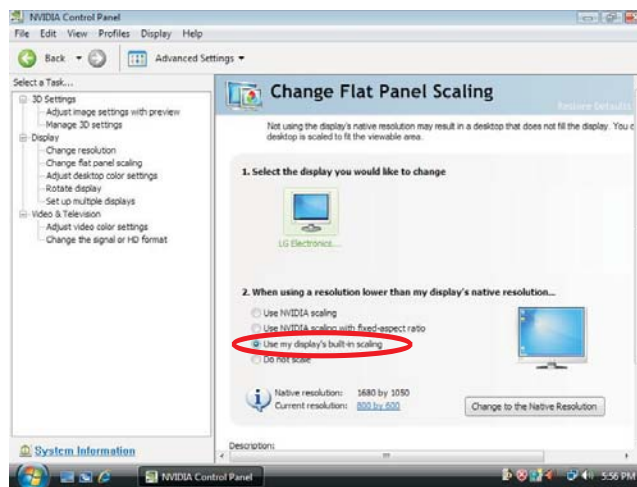 NVIDIA Control Panel
File Edit View Profiles Display Help
Back Advanced Settings
Select a Task...
3D Settings
Adjust image settings with preview
Manage 3D settings
Display
Change resolution
Change flat panel scaling
Adjust desktop color settings
Rotate display
Set up multiple displays
Video & Television
Adjust video color settings
Change the signal or HD format
System Information
Change Flat Panel Scaling
Restore Defaults
Not using the display's native resolution may result in a desktop that does not fill the display. You c
desktop is scaled to fit the viewable area.
1. Select the display you would like to change
LG Electronics...
2. When using a resolution lower than my display's native resolution...
Use NVIDIA scaling
Use NVIDIA scaling with fixed-aspect ratio
Use my display's built-in scaling
Do not scale
Native resolution: 1680 by 1050
Current resolution: 800 by 600
Change to the Native Resolution
Description:
NVIDIA Control Panel
5:56 PM